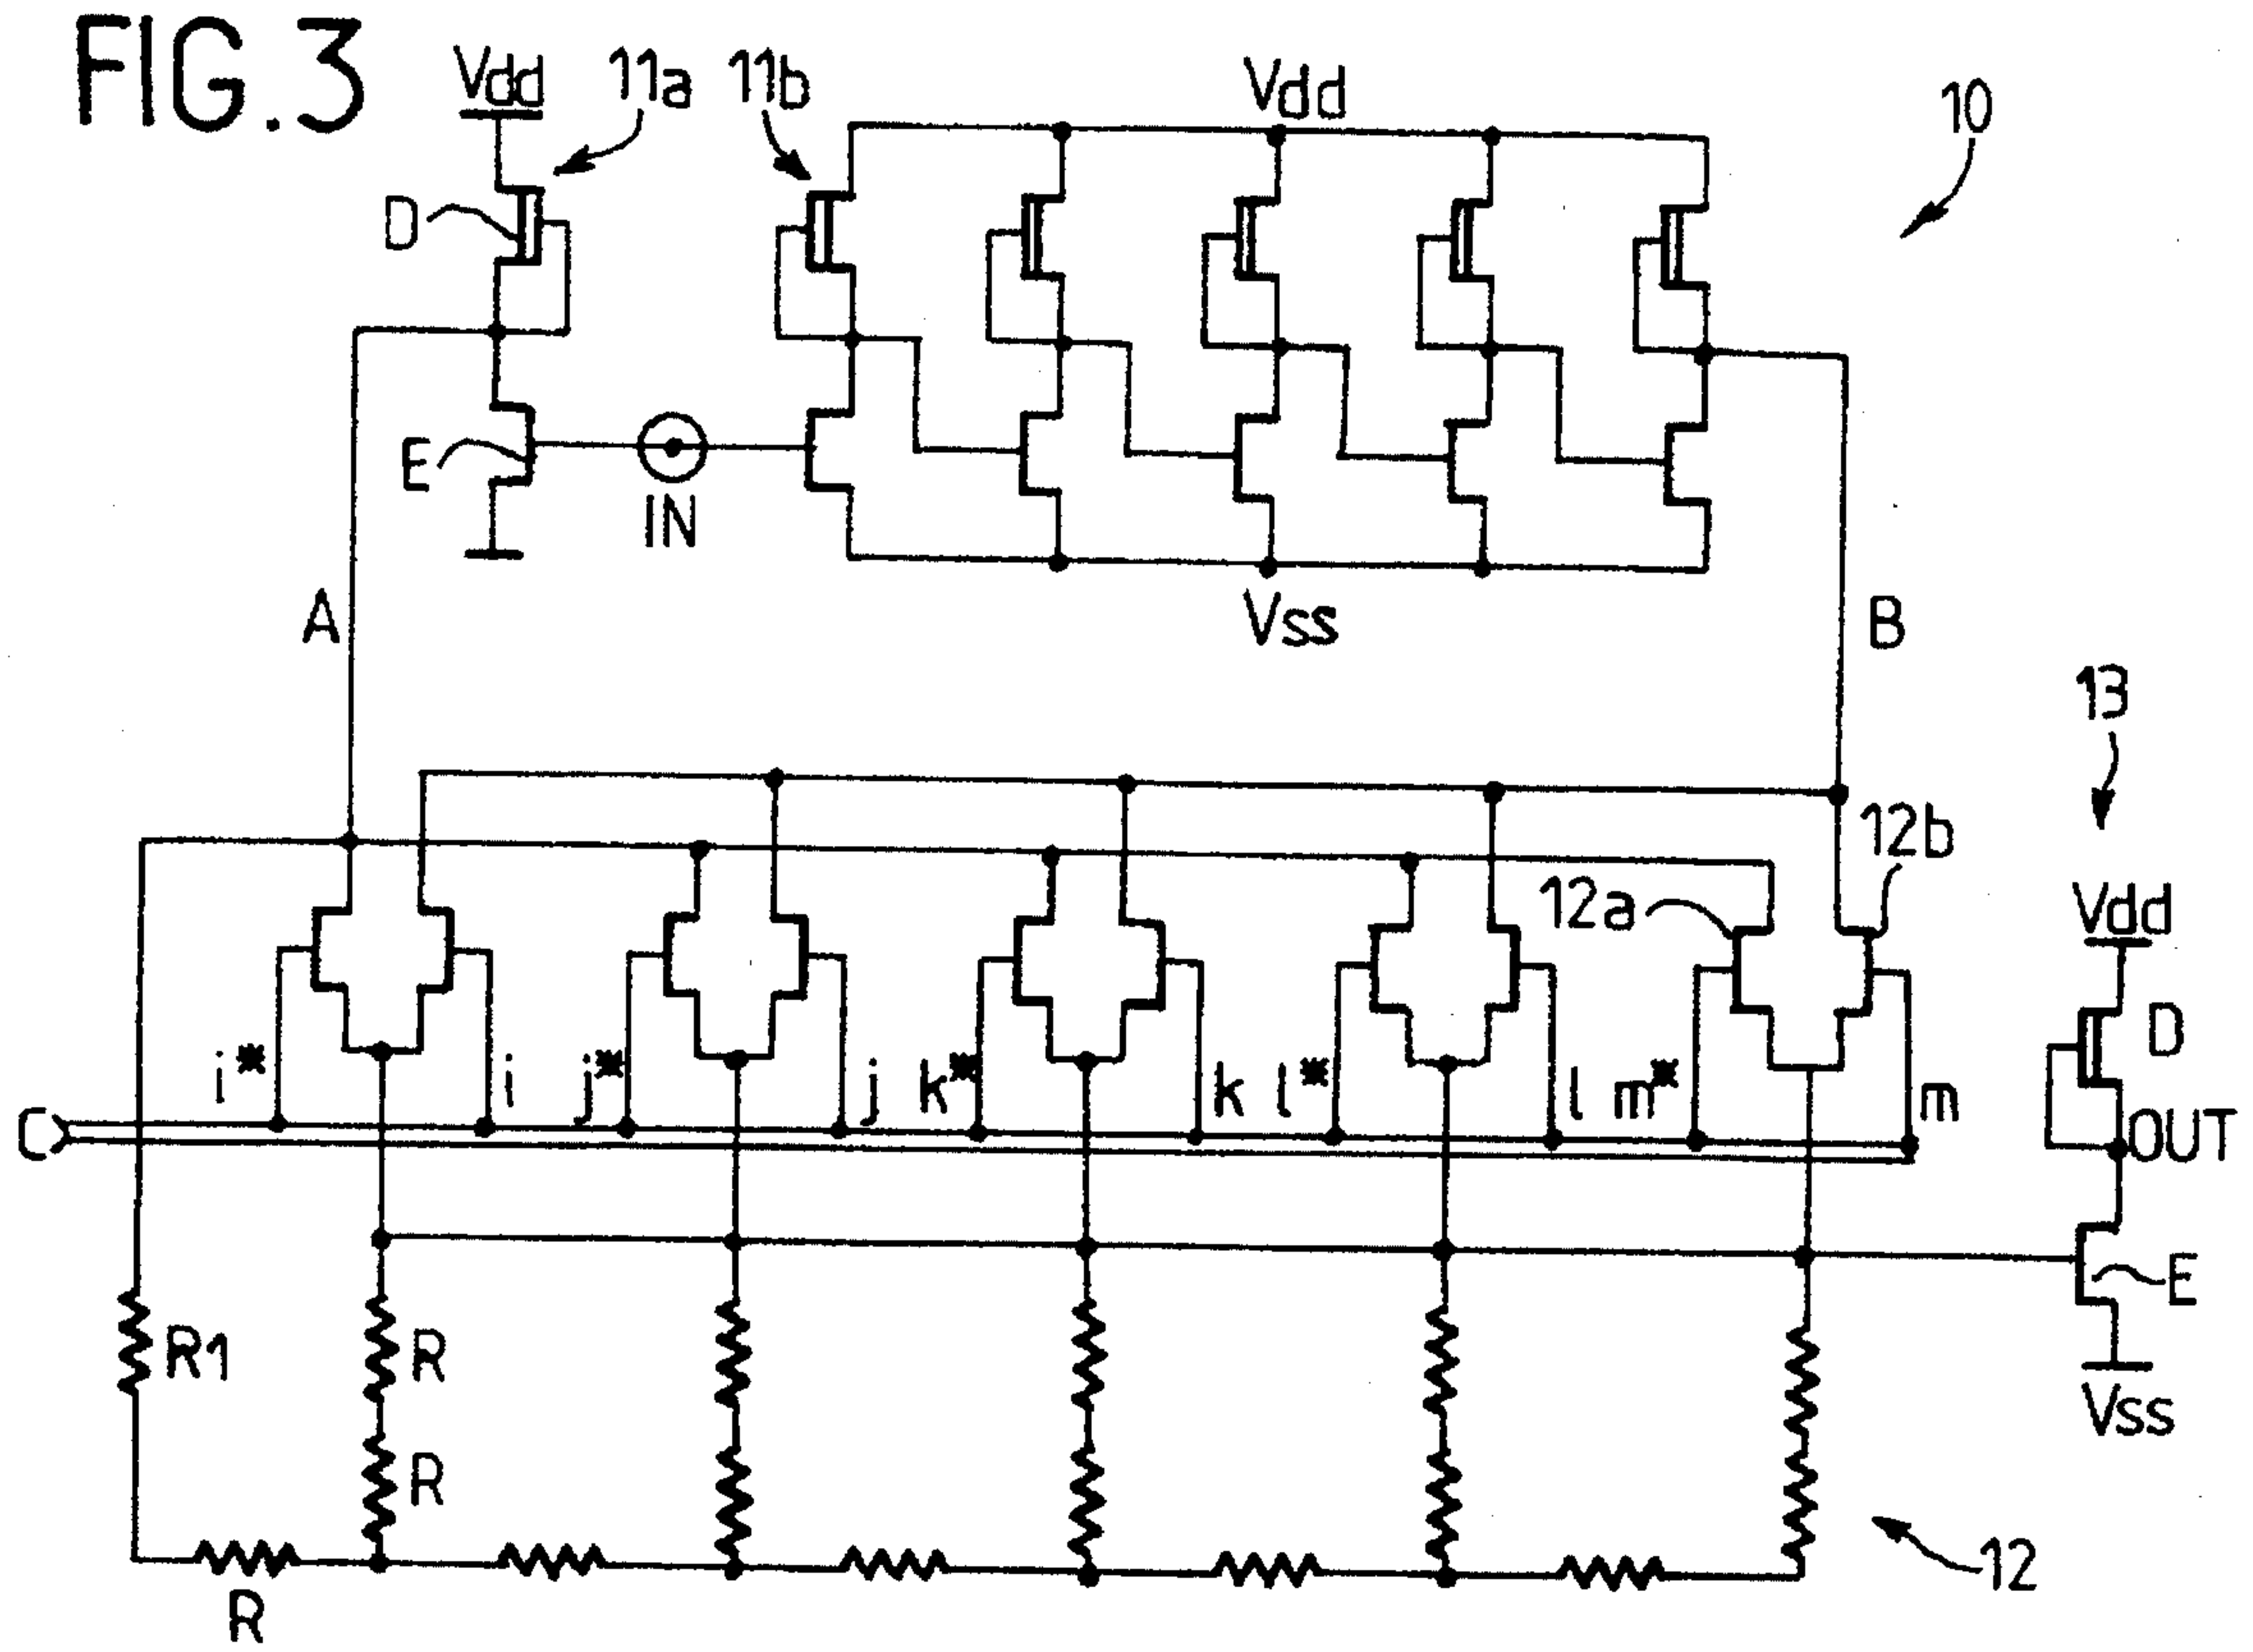 FIG.3
Vdd
11a
11b
Vdd
10
D
E
IN
A
Vss
B
13
12b
12a
Vdd
D
i*
i
j*
j
k*
k
l*
l
m*
m
C
OUT
E
R1
R
Vss
R
12
R